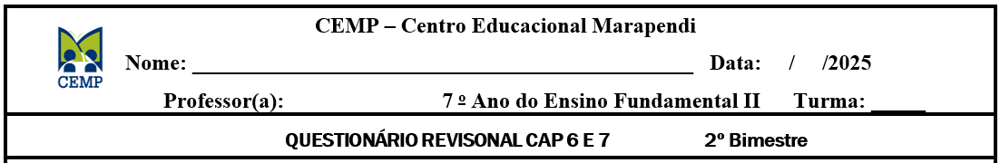 CEMP – Centro Educacional Marapendi
CEMP
Nome: ______________________________________________ Data: / /2025
Professor(a): 7 º Ano do Ensino Fundamental II Turma: _____
QUESTIONÁRIO REVISONAL CAP 6 E 7 2º Bimestre